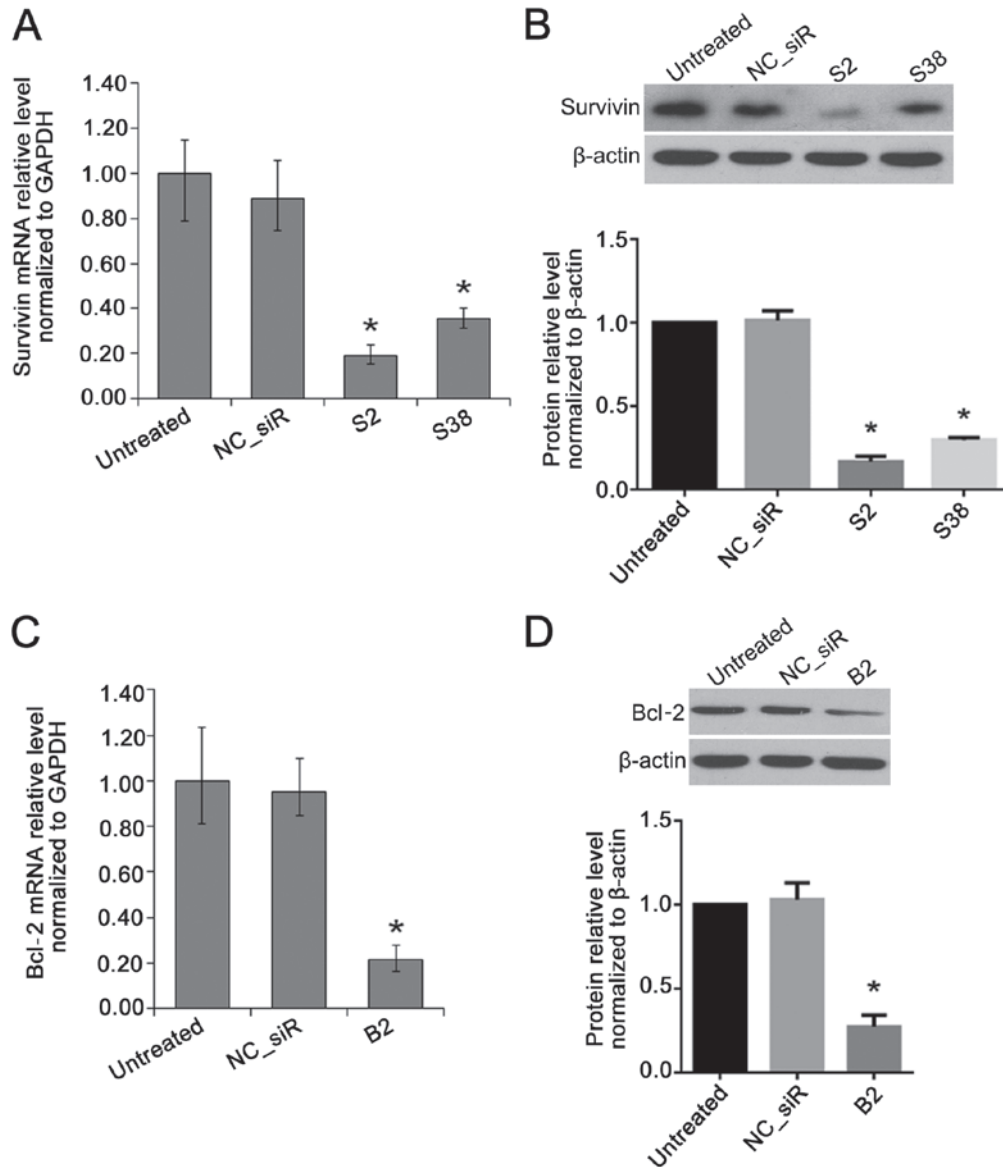 A
Survivin mRNA relative level
normalized to GAPDH
1.40
1.20
1.00
0.80
0.60
0.40
0.20
0.00
*
*
Untreated
NC_siR
S2
S38
B
Untreated
NC_siR
S2
S38
Survivin
β-actin
Protein relative level
normalized to β-actin
1.5
1.0
0.5
0.0
*
*
Untreated
NC_siR
S2
S38
C
Bcl-2 mRNA relative level
normalized to GAPDH
1.40
1.20
1.00
0.80
0.60
0.40
0.20
0.00
*
Untreated
NC_siR
B2
D
Untreated
NC_siR
B2
Bcl-2
β-actin
Protein relative level
normalized to β-actin
1.5
1.0
0.5
0.0
*
Untreated
NC_siR
B2